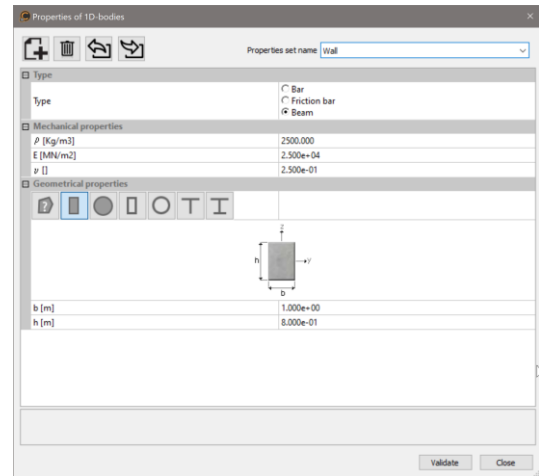 Properties of 1D-bodies
Properties set name Wall
Type
Type
Bar
Friction bar
Beam
Mechanical properties
ρ [Kg/m3] 2500.000
E [MN/m2] 2.500e+04
υ [] 2.500e-01
Geometrical properties
?
z
h
y
b
b [m] 1.000e+00
h [m] 8.000e-01
Validate Close